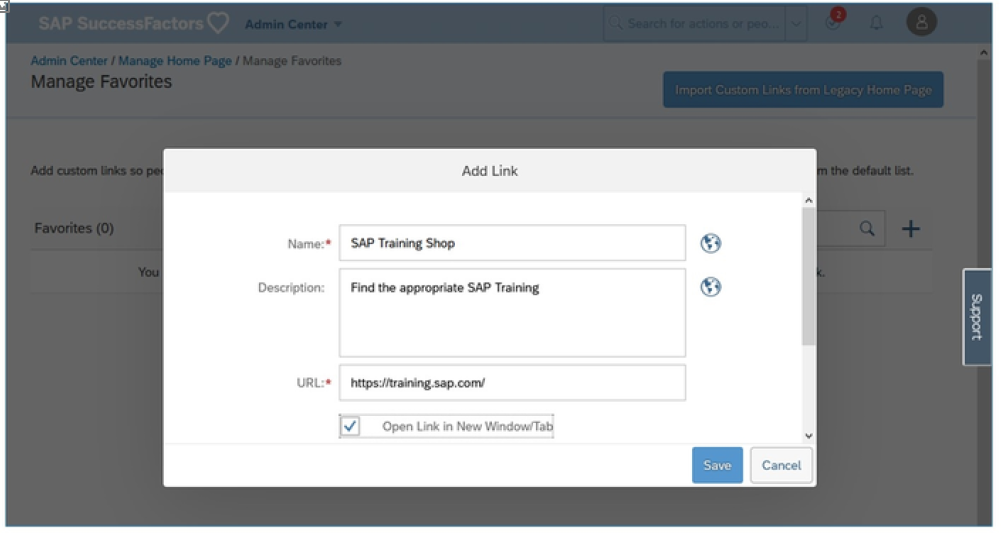 SAP SuccessFactors Admin Center
Search for actions or peo...
2
Admin Center / Manage Home Page / Manage Favorites
Manage Favorites
Import Custom Links from Legacy Home Page
Add custom links so peo
m the default list.
Add Link
Favorites (0)
Name:* SAP Training Shop
You
k.
Description: Find the appropriate SAP Training
Support
URL:* https://training.sap.com/
Open Link in New Window/Tab
Save Cancel